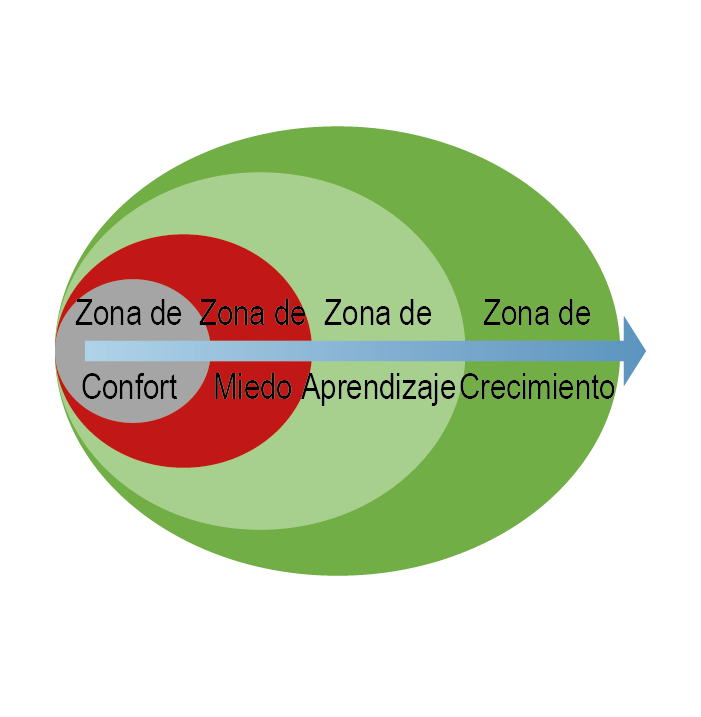 Zona de
Confort
Zona de
Miedo
Zona de
Aprendizaje
Zona de
Crecimiento